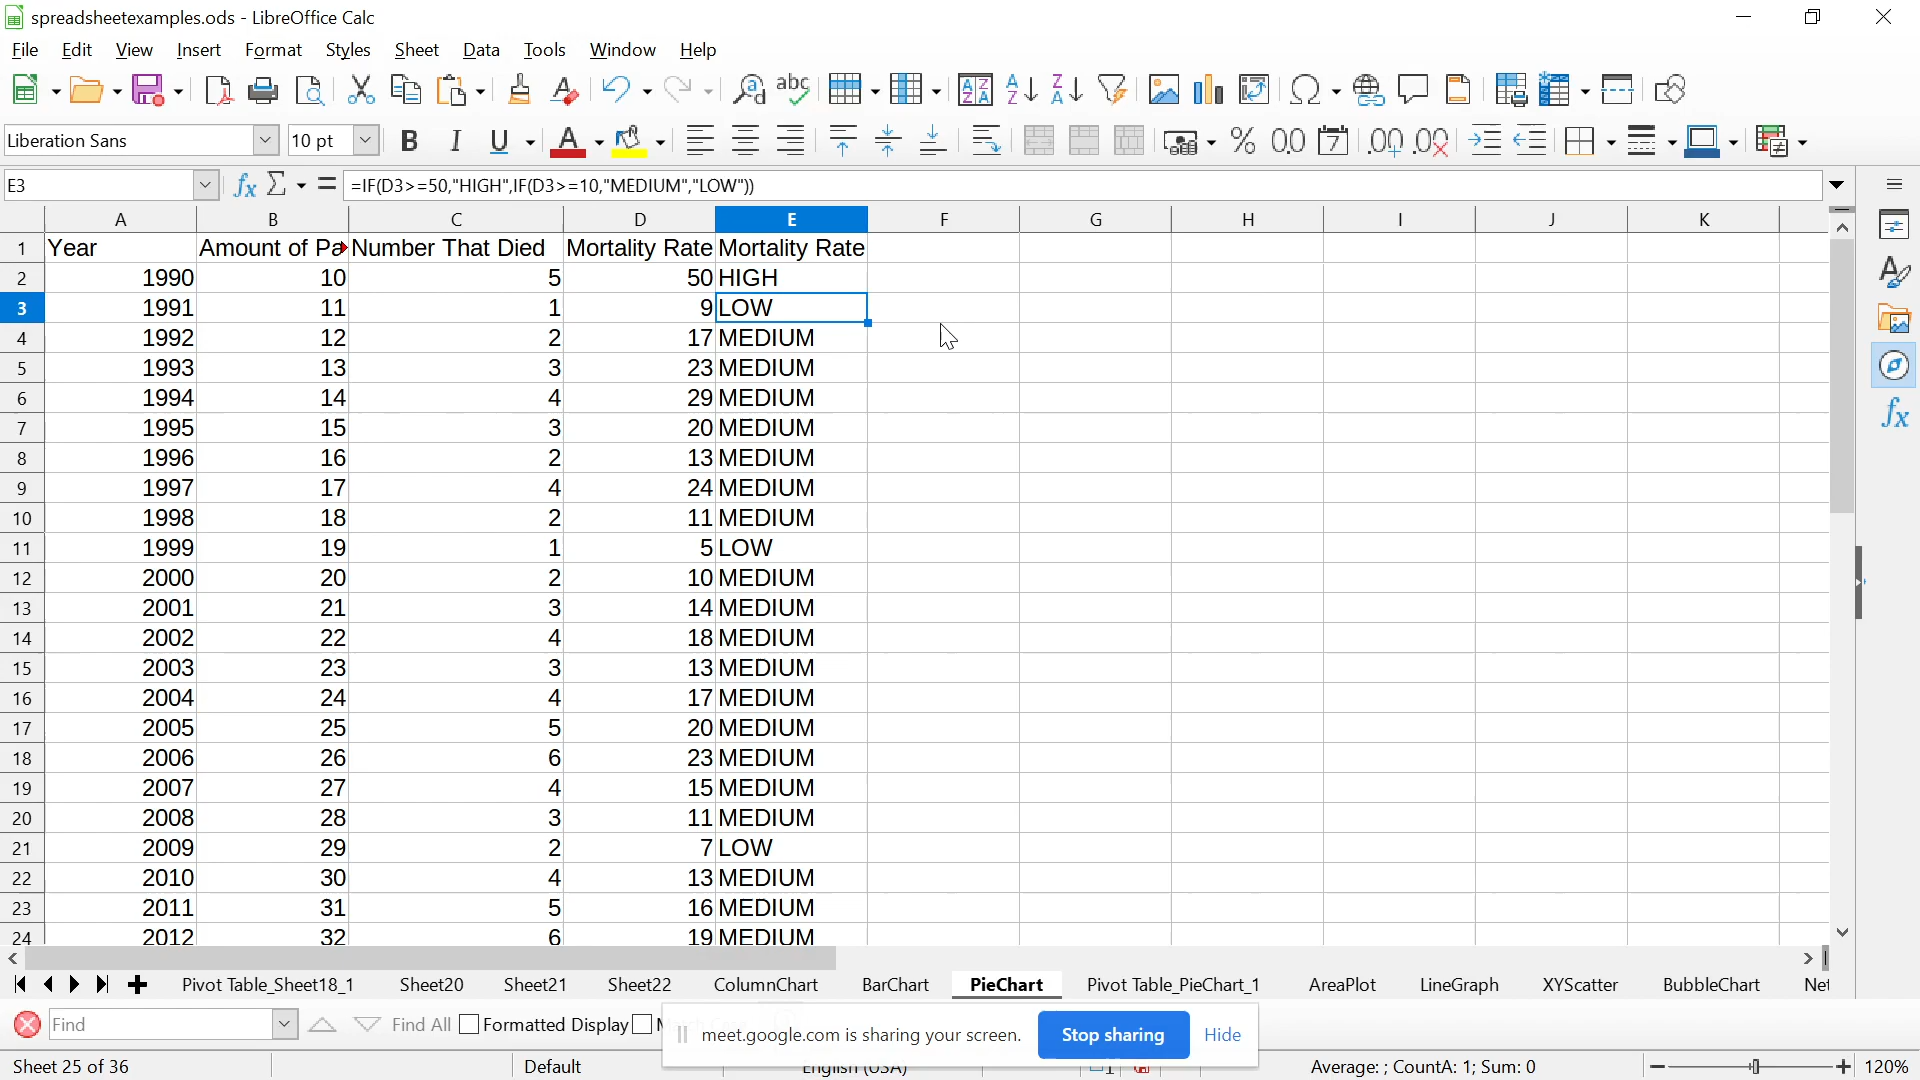 spreadsheetexamples.ods - LibreOffice Calc
File Edit View Insert Format Styles Sheet Data Tools Window Help
Liberation Sans 10 pt B I U A % 0.0 .00 .00
E3 fx Σ = =IF(D3>=50,"HIGH",IF(D3>=10,"MEDIUM","LOW"))
A B C D E F G H I J K
1 Year Amount of Pa Number That Died Mortality Rate Mortality Rate
2 1990 10 5 50 HIGH
3 1991 11 1 9 LOW
4 1992 12 2 17 MEDIUM
5 1993 13 3 23 MEDIUM
6 1994 14 4 29 MEDIUM
7 1995 15 3 20 MEDIUM
8 1996 16 2 13 MEDIUM
9 1997 17 4 24 MEDIUM
10 1998 18 2 11 MEDIUM
11 1999 19 1 5 LOW
12 2000 20 2 10 MEDIUM
13 2001 21 3 14 MEDIUM
14 2002 22 4 18 MEDIUM
15 2003 23 3 13 MEDIUM
16 2004 24 4 17 MEDIUM
17 2005 25 5 20 MEDIUM
18 2006 26 6 23 MEDIUM
19 2007 27 4 15 MEDIUM
20 2008 28 3 11 MEDIUM
21 2009 29 2 7 LOW
22 2010 30 4 13 MEDIUM
23 2011 31 5 16 MEDIUM
24 2012 32 6 19 MEDIUM
Pivot Table_Sheet18_1 Sheet20 Sheet21 Sheet22 ColumnChart BarChart PieChart Pivot Table_PieChart_1 AreaPlot LineGraph XYScatter BubbleChart Net
Find Find All Formatted Display
meet.google.com is sharing your screen. Stop sharing Hide
Sheet 25 of 36 Default English (USA) Average: ; CountA: 1; Sum: 0 120%